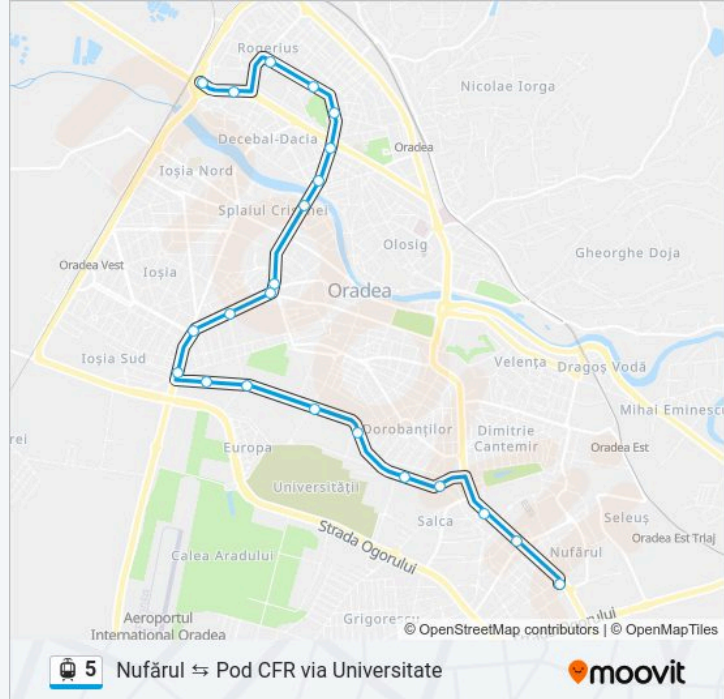 Rogerius
Nicolae Iorga
Decebal-Dacia
Oradea
Ioșia Nord
Splaiul Crișanei
Olosig
Gheorghe Doja
Oradea Vest
Ioșia
Oradea
Ioșia Sud
Velența
Dragoș Vodă
Mihai Eminescu
rei
Dorobanților
Dimitrie
Cantemir
Oradea Est
Europa
Universității
Salca
Seleuș
Strada Ogorului
Nufărul
Oradea Est Triaj
Calea Aradului
Aeroportul
International Oradea
Grigorescu
© OpenStreetMap contributors | © OpenMapTiles
5 Nufărul ⇆ Pod CFR via Universitate
moovit